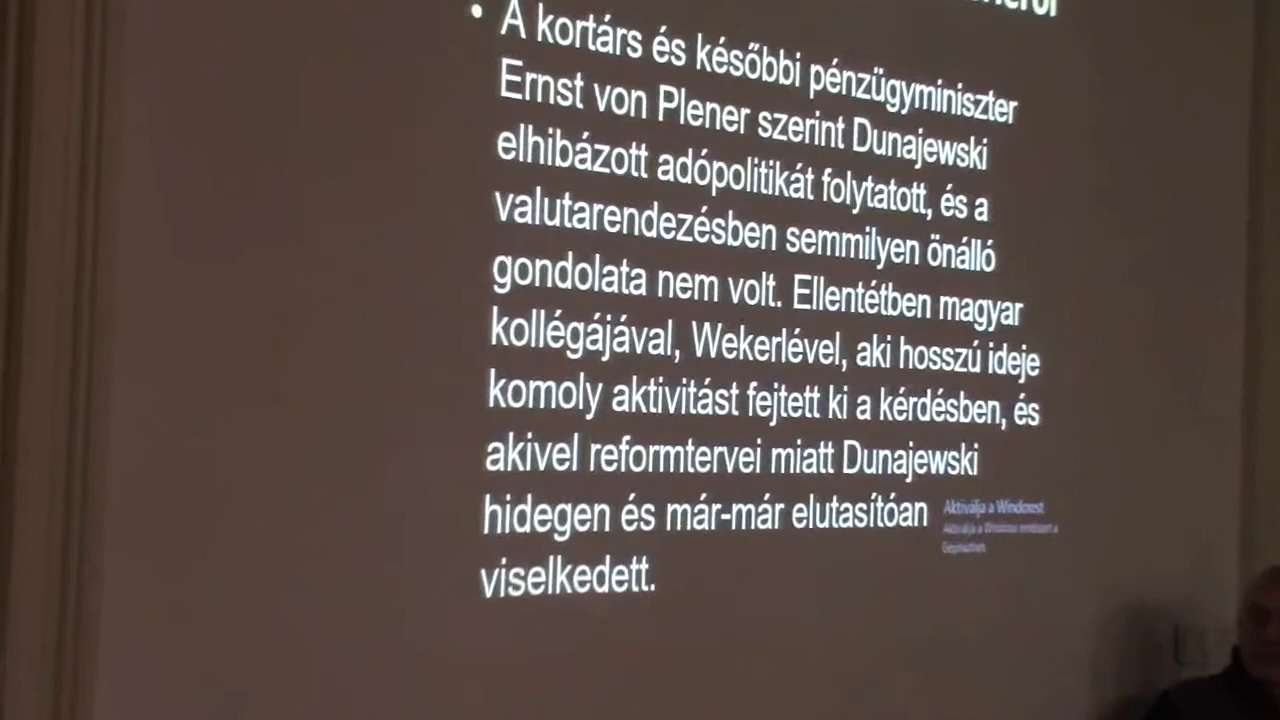 • A kortárs és későbbi pénzügyminiszter
Ernst von Plener szerint Dunajewski
elhibázott adópolitikát folytatott, és a
valutarendezésben semmilyen önálló
gondolata nem volt. Ellentétben magyar
kollégájával, Wekerlével, aki hosszú ideje
komoly aktivitást fejtett ki a kérdésben, és
akivel reformtervei miatt Dunajewski
hidegen és már-már elutasítóan
viselkedett.
Aktiválja a Windowst